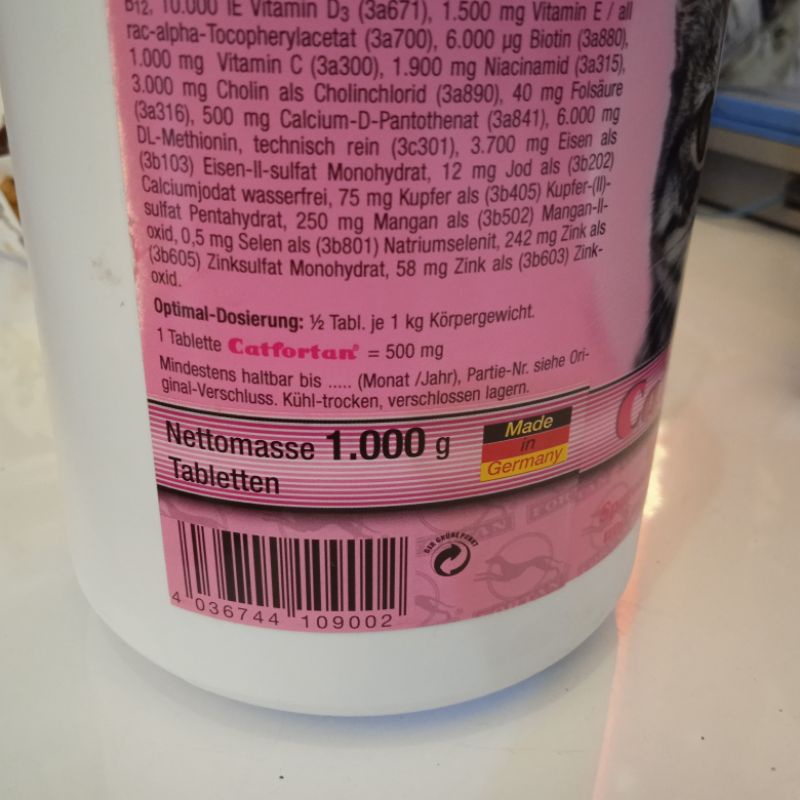 B12, 10.000 IE Vitamin D3 (3a671), 1.500 mg Vitamin E / all
rac-alpha-Tocopherylacetat (3a700), 6.000 µg Biotin (3a880),
1.000 mg Vitamin C (3a300), 1.900 mg Niacinamid (3a315),
3.000 mg Cholin als Cholinchlorid (3a890), 40 mg Folsäure
(3a316), 500 mg Calcium-D-Pantothenat (3a841), 6.000 mg
DL-Methionin, technisch rein (3c301), 3.700 mg Eisen als
(3b103) Eisen-II-sulfat Monohydrat, 12 mg Jod als (3b202)
Calciumjodat wasserfrei, 75 mg Kupfer als (3b405) Kupfer-(II)-
sulfat Pentahydrat, 250 mg Mangan als (3b502) Mangan-II-
oxid, 0,5 mg Selen als (3b801) Natriumselenit, 242 mg Zink als
(3b605) Zinksulfat Monohydrat, 58 mg Zink als (3b603) Zink-
oxid.
Optimal-Dosierung: ½ Tabl. je 1 kg Körpergewicht.
1 Tablette Catfortan® = 500 mg
Mindestens haltbar bis ..... (Monat /Jahr), Partie-Nr. siehe Ori-
ginal-Verschluss. Kühl-trocken, verschlossen lagern.
Nettomasse 1.000 g
Tabletten
Made
in
Germany
DER GRÜNE PUNKT
4 036744 109002